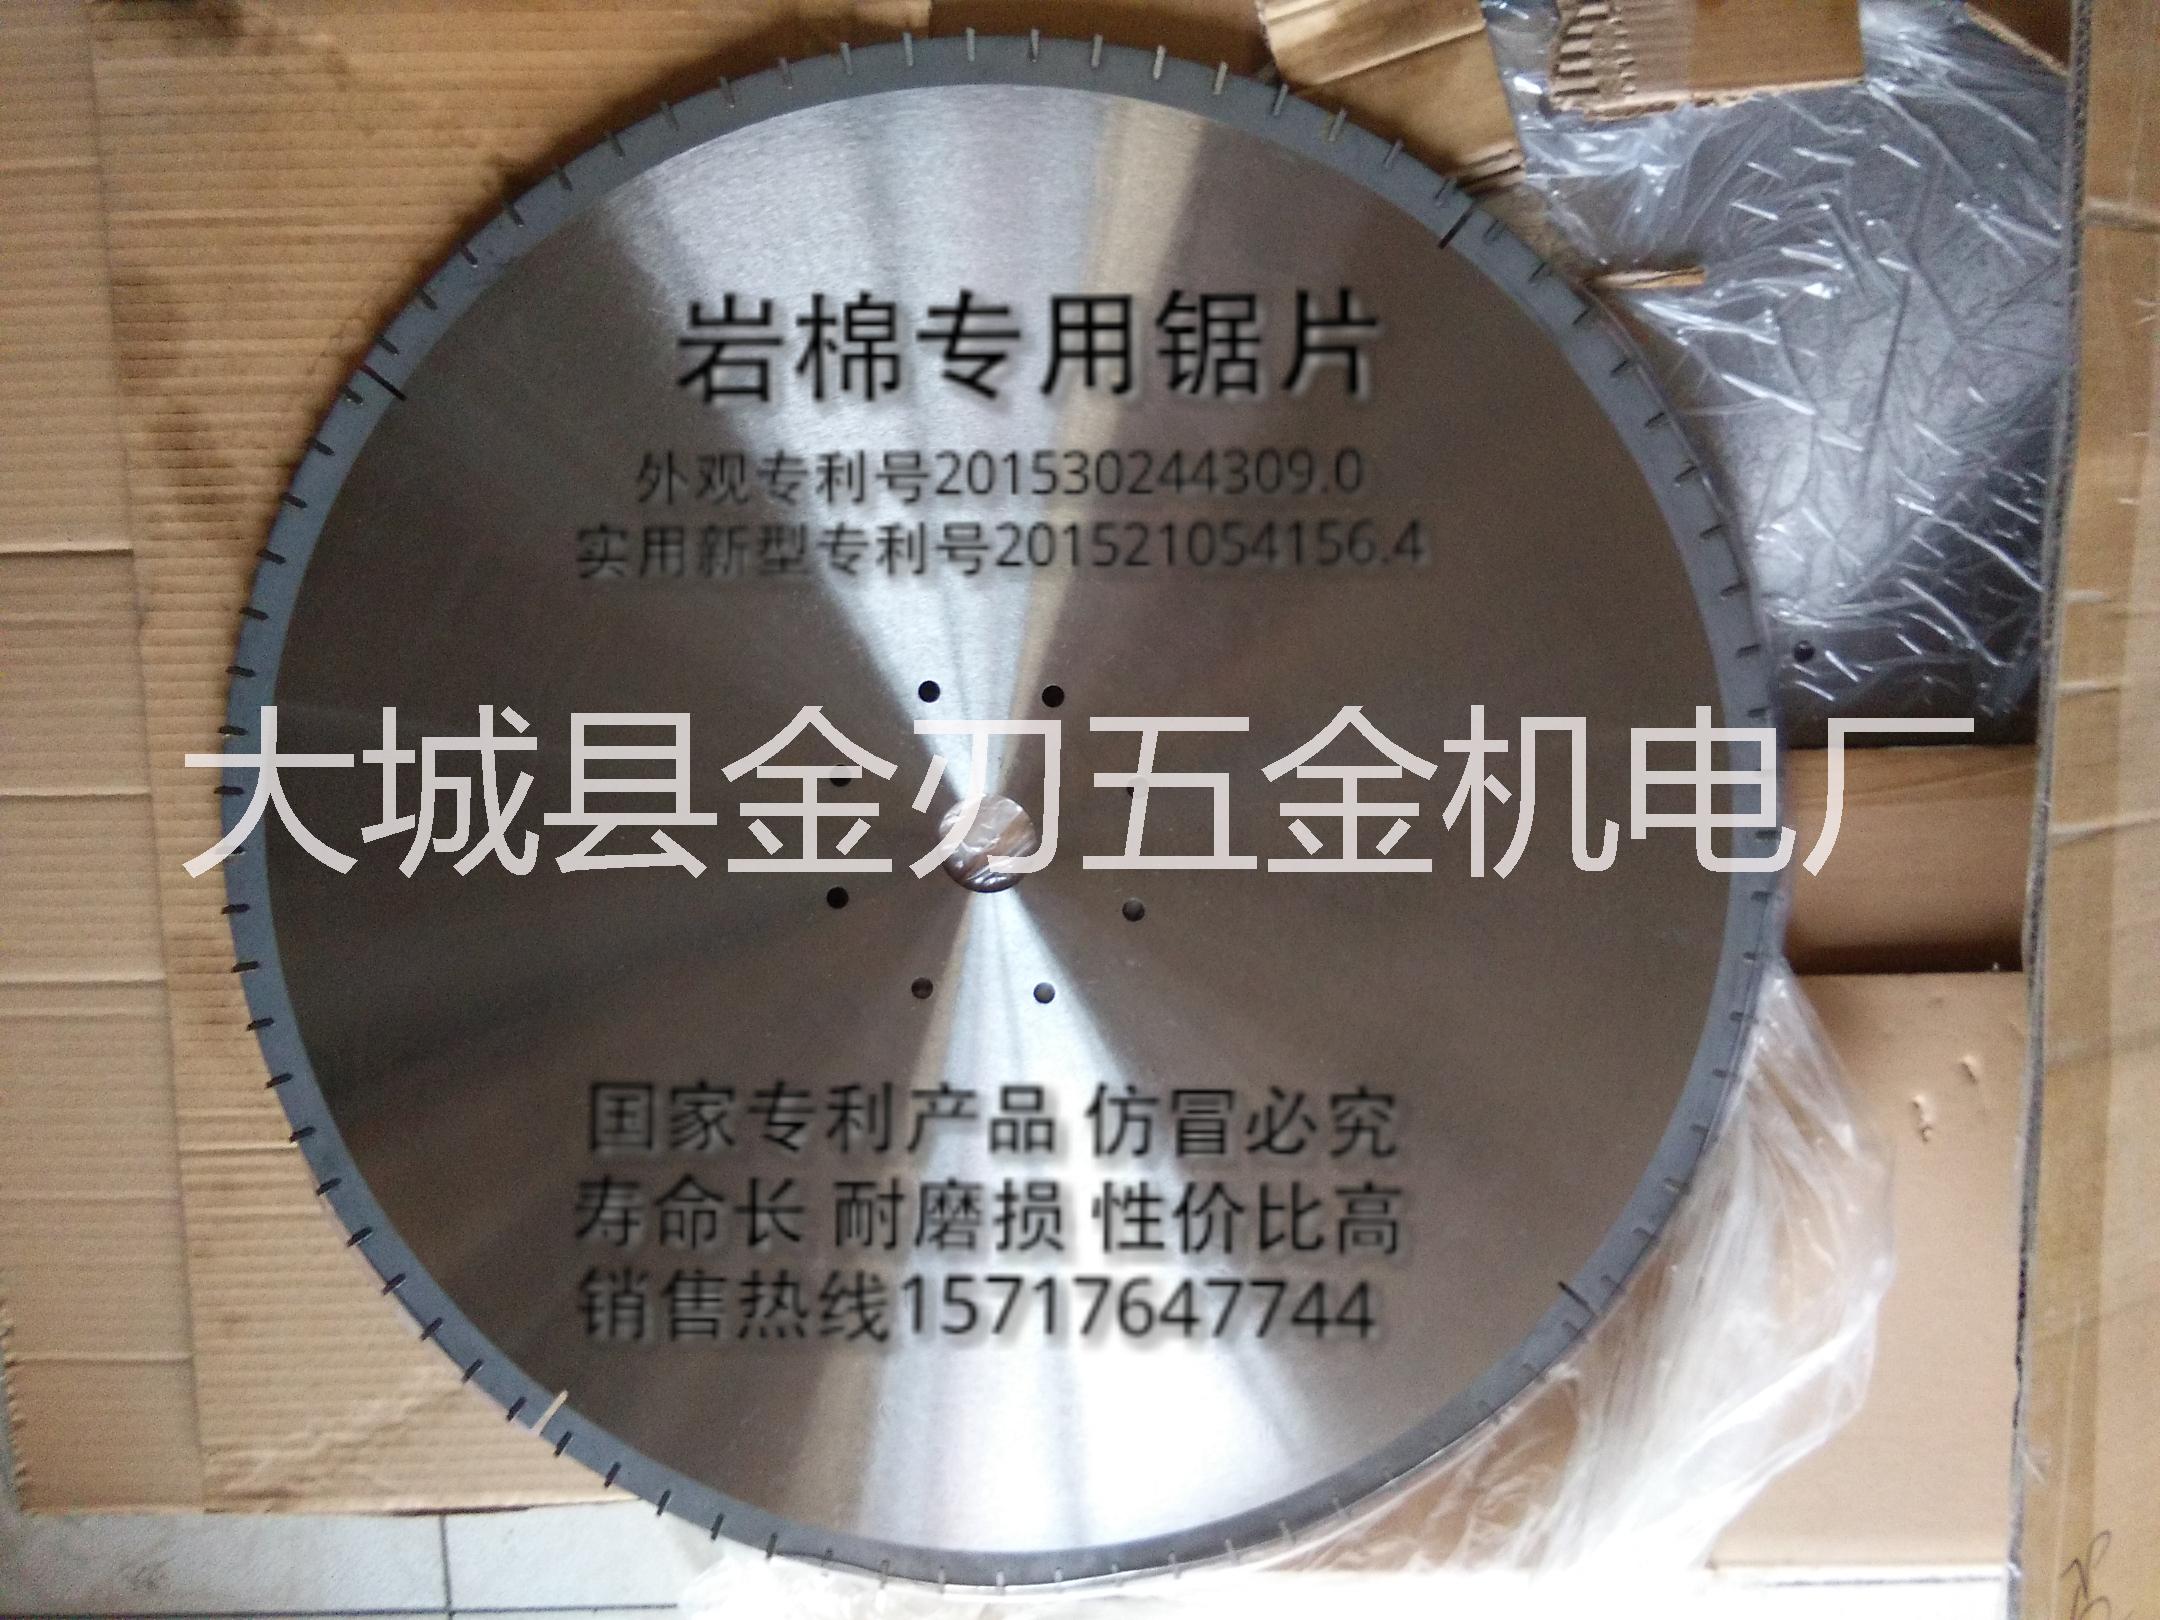 岩棉专用锯片
外观专利号201530244309.0
实用新型专利号201521054156.4
大城县金刃五金机电厂
国家专利产品 仿冒必究
寿命长 耐磨损 性价比高
销售热线15717647744